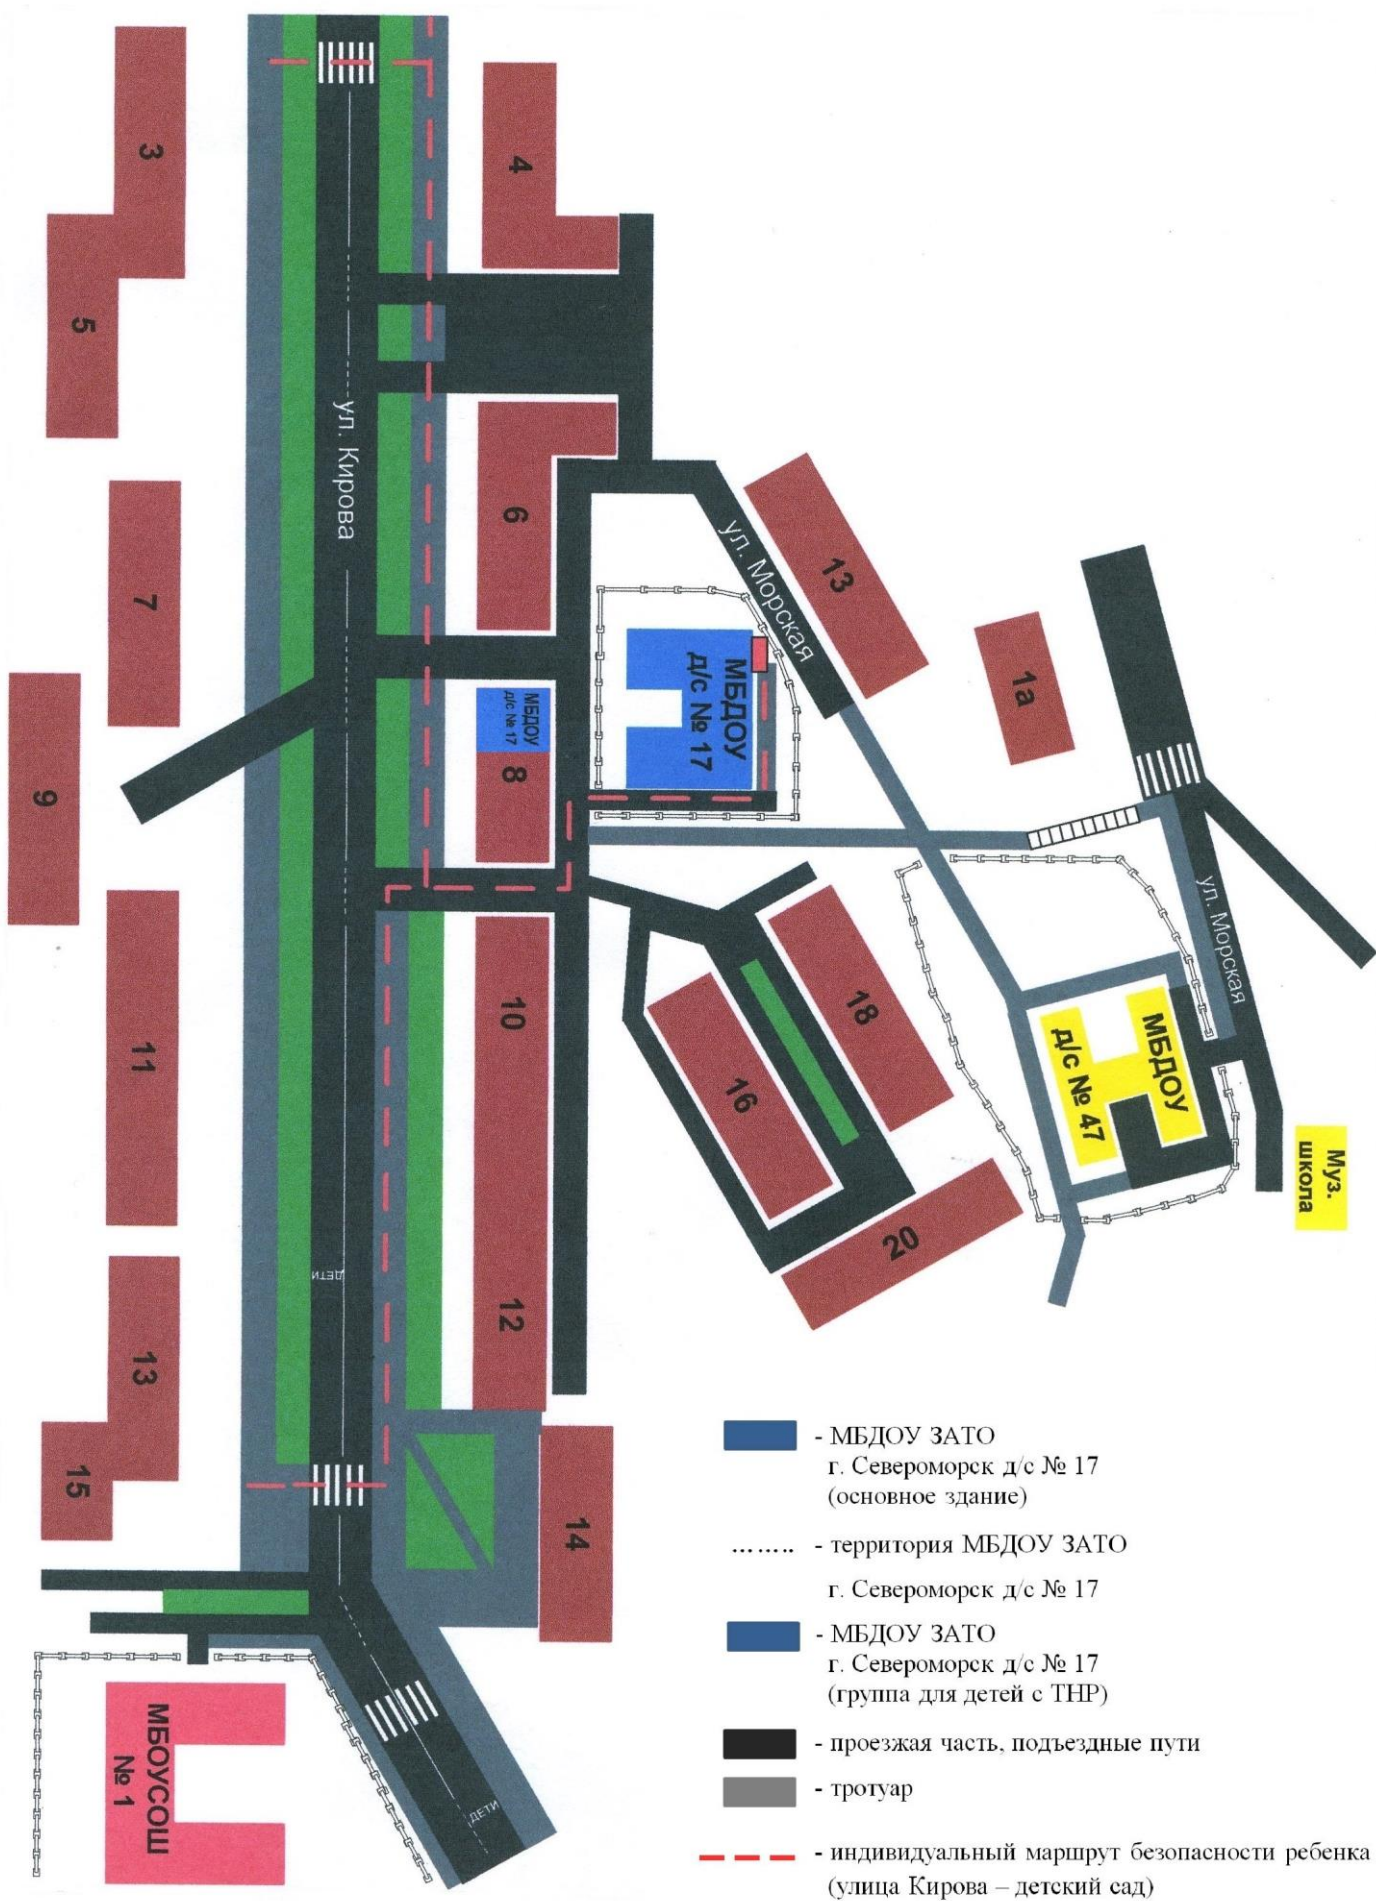 3
4
5
ул. Кирова
6
7
ул. Морская
13
1а
МБДОУ
д/с № 17
МБДОУ
д/с № 17
8
9
ул. Морская
10
11
18
16
МБДОУ
д/с № 47
Муз.
школа
20
дети
12
13
15
14
МБОУСОШ
№ 1
дети
- МБДОУ ЗАТО
г. Североморск д/с № 17
(основное здание)
........ - территория МБДОУ ЗАТО
г. Североморск д/с № 17
- МБДОУ ЗАТО
г. Североморск д/с № 17
(группа для детей с ТНР)
- проезжая часть, подъездные пути
- тротуар
- индивидуальный маршрут безопасности ребенка
(улица Кирова – детский сад)